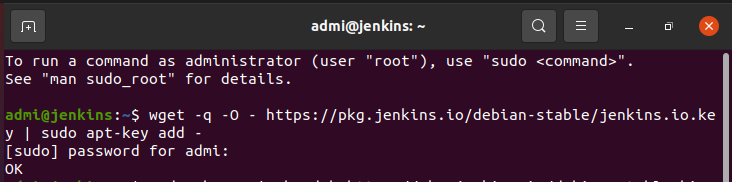 admi@jenkins: ~
To run a command as administrator (user "root"), use "sudo <command>".
See "man sudo_root" for details.
admi@jenkins:~$ wget -q -O - https://pkg.jenkins.io/debian-stable/jenkins.io.ke
y | sudo apt-key add -
[sudo] password for admi:
OK